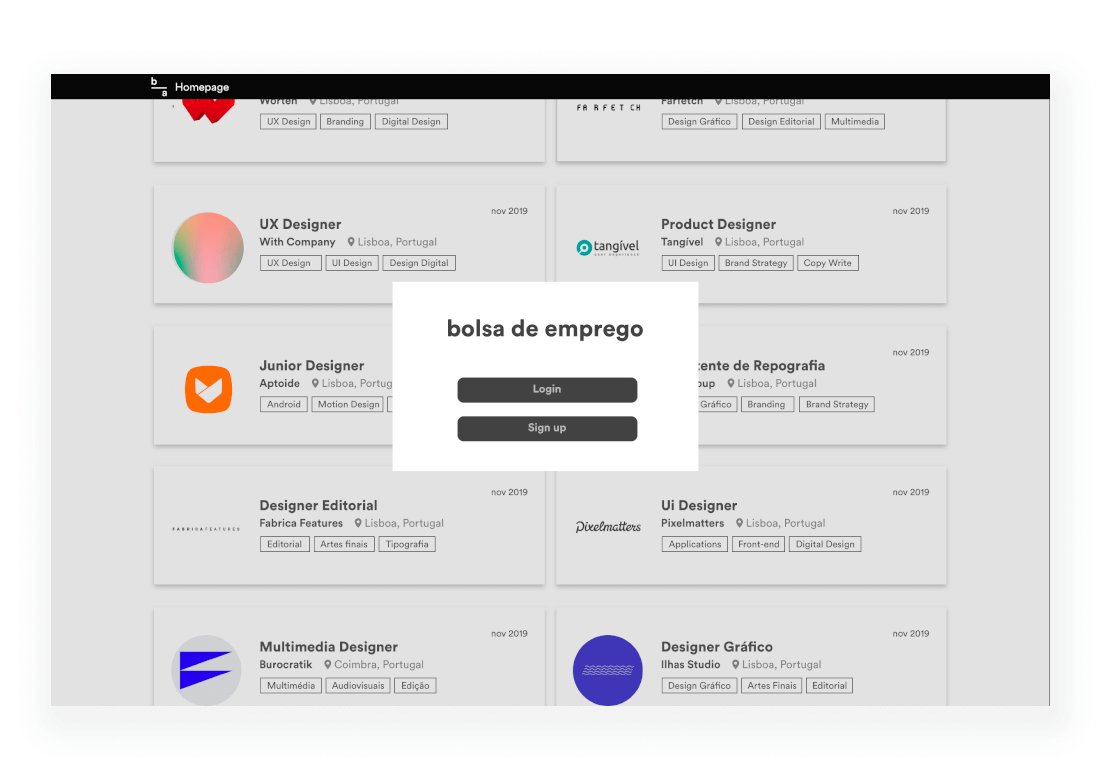 b
a
Homepage
Worten Lisboa, Portugal
UX Design Branding Digital Design
FARFETCH
Farfetch Lisboa, Portugal
Design Gráfico Design Editorial Multimedia
nov 2019
UX Designer
With Company Lisboa, Portugal
UX Design UI Design Design Digital
nov 2019
tangível
user experience
Product Designer
Tangível Lisboa, Portugal
UI Design Brand Strategy Copy Write
bolsa de emprego
Login
Sign up
Junior Designer
Aptoide Lisboa, Portug
Android Motion Design
nov 2019
tente de Repografia
oup Lisboa, Portugal
Gráfico Branding Brand Strategy
nov 2019
FABRICAFEATURES
Designer Editorial
Fabrica Features Lisboa, Portugal
Editorial Artes finais Tipografia
nov 2019
Pixelmatters
Ui Designer
Pixelmatters Lisboa, Portugal
Applications Front-end Digital Design
nov 2019
Multimedia Designer
Burocratik Coimbra, Portugal
Multimédia Audiovisuais Edição
nov 2019
Designer Gráfico
Ilhas Studio Lisboa, Portugal
Design Gráfico Artes Finais Editorial